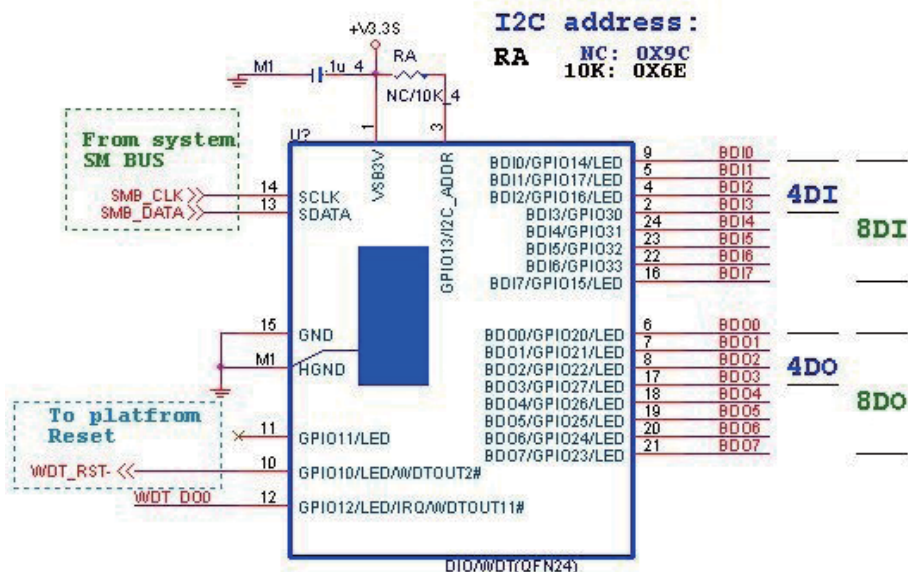 I2C address:
RA NC: 0X9C
10K: 0X6E
+V3.3S
M1 .1u_4 RA
NC/10K_4
From system
SM BUS
SMB_CLK
SMB_DATA
14
13
U?
1
3
VSB3V
GPIO13/I2C_ADDR
SCLK
SDATA
BDI0/GPIO14/LED 9 BDI0
BDI1/GPIO17/LED 5 BDI1
BDI2/GPIO16/LED 4 BDI2
BDI3/GPIO30 2 BDI3
BDI4/GPIO31 24 BDI4
BDI5/GPIO32 23 BDI5
BDI6/GPIO33 22 BDI6
BDI7/GPIO15/LED 16 BDI7
4DI
8DI
15 GND
M1 HGND
BDO0/GPIO20/LED 6 BDO0
BDO1/GPIO21/LED 7 BDO1
BDO2/GPIO22/LED 8 BDO2
BDO3/GPIO27/LED 17 BDO3
BDO4/GPIO26/LED 18 BDO4
BDO5/GPIO25/LED 19 BDO5
BDO6/GPIO24/LED 20 BDO6
BDO7/GPIO23/LED 21 BDO7
4DO
8DO
To platfrom
Reset
11 GPIO11/LED
WDT_RST- 10 GPIO10/LED/WDTOUT2#
WDT_DO0 12 GPIO12/LED/IRQ/WDTOUT11#
DIO/WDT(QFN24)